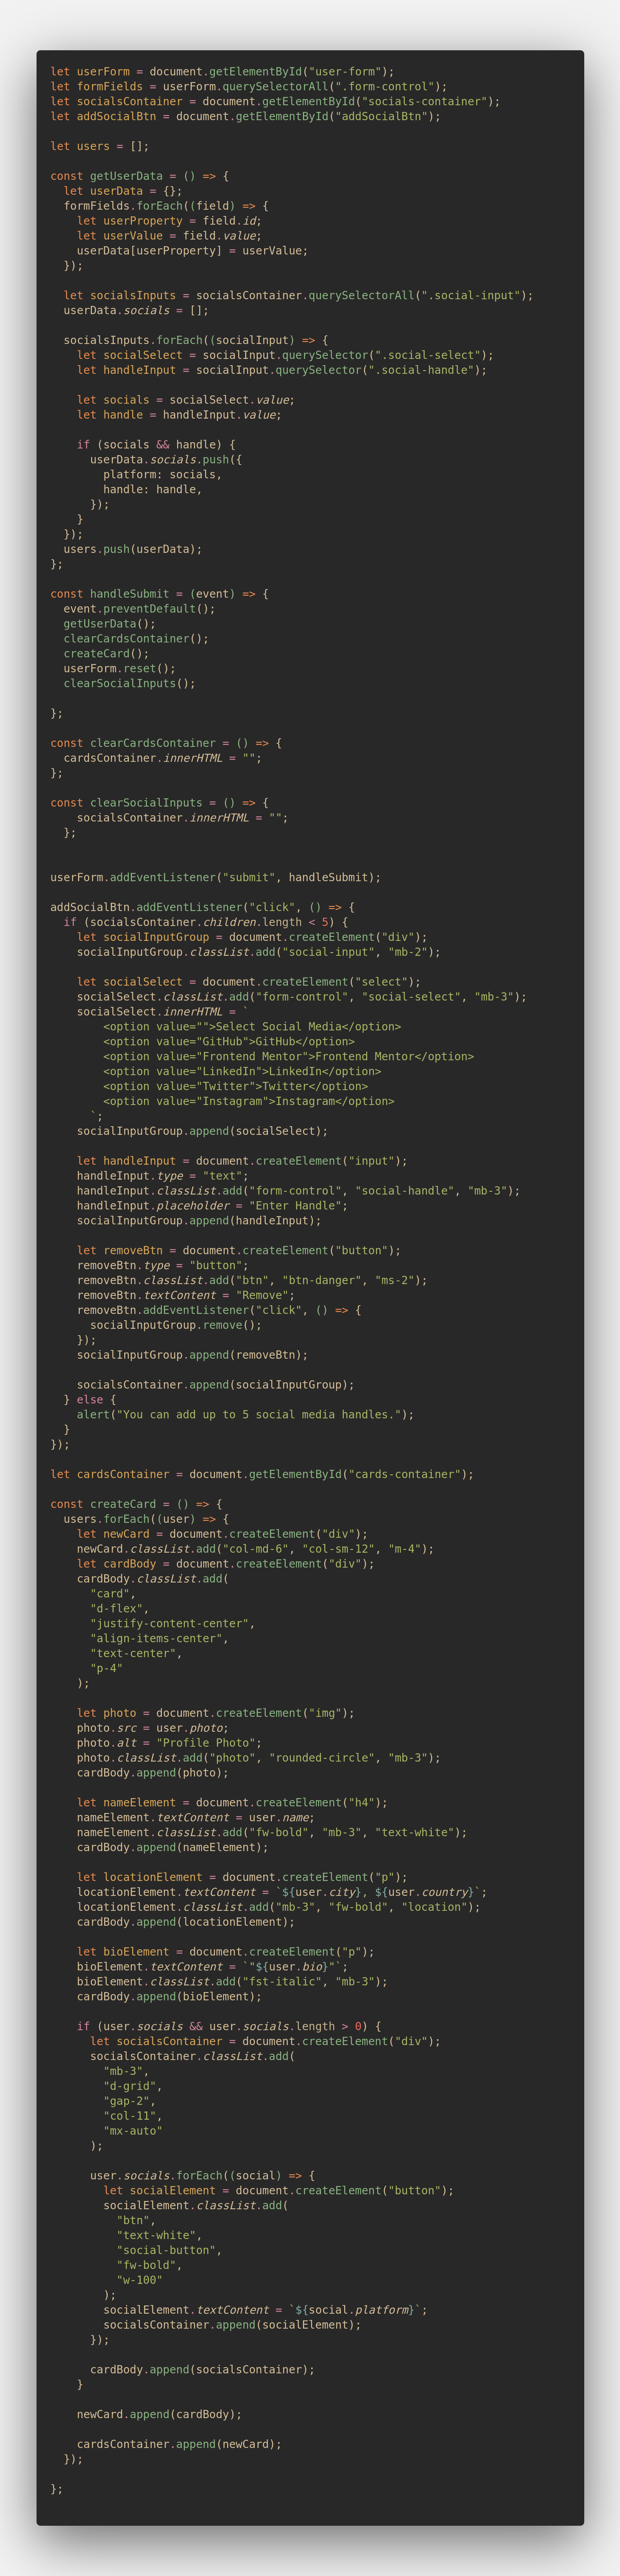 let userForm = document.getElementById("user-form");
let formFields = userForm.querySelectorAll(".form-control");
let socialsContainer = document.getElementById("socials-container");
let addSocialBtn = document.getElementById("addSocialBtn");

let users = [];

const getUserData = () => {
  let userData = {};
  formFields.forEach((field) => {
    let userProperty = field.id;
    let userValue = field.value;
    userData[userProperty] = userValue;
  });

  let socialsInputs = socialsContainer.querySelectorAll(".social-input");
  userData.socials = [];

  socialsInputs.forEach((socialInput) => {
    let socialSelect = socialInput.querySelector(".social-select");
    let handleInput = socialInput.querySelector(".social-handle");

    let socials = socialSelect.value;
    let handle = handleInput.value;

    if (socials && handle) {
      userData.socials.push({
        platform: socials,
        handle: handle,
      });
    }
  });
  users.push(userData);
};

const handleSubmit = (event) => {
  event.preventDefault();
  getUserData();
  clearCardsContainer();
  createCard();
  userForm.reset();
  clearSocialInputs();

};

const clearCardsContainer = () => {
  cardsContainer.innerHTML = "";
};

const clearSocialInputs = () => {
    socialsContainer.innerHTML = "";
  };


userForm.addEventListener("submit", handleSubmit);

addSocialBtn.addEventListener("click", () => {
  if (socialsContainer.children.length < 5) {
    let socialInputGroup = document.createElement("div");
    socialInputGroup.classList.add("social-input", "mb-2");

    let socialSelect = document.createElement("select");
    socialSelect.classList.add("form-control", "social-select", "mb-3");
    socialSelect.innerHTML = `
        <option value="">Select Social Media</option>
        <option value="GitHub">GitHub</option>
        <option value="Frontend Mentor">Frontend Mentor</option>
        <option value="LinkedIn">LinkedIn</option>
        <option value="Twitter">Twitter</option>
        <option value="Instagram">Instagram</option>
      `;
    socialInputGroup.append(socialSelect);

    let handleInput = document.createElement("input");
    handleInput.type = "text";
    handleInput.classList.add("form-control", "social-handle", "mb-3");
    handleInput.placeholder = "Enter Handle";
    socialInputGroup.append(handleInput);

    let removeBtn = document.createElement("button");
    removeBtn.type = "button";
    removeBtn.classList.add("btn", "btn-danger", "ms-2");
    removeBtn.textContent = "Remove";
    removeBtn.addEventListener("click", () => {
      socialInputGroup.remove();
    });
    socialInputGroup.append(removeBtn);

    socialsContainer.append(socialInputGroup);
  } else {
    alert("You can add up to 5 social media handles.");
  }
});

let cardsContainer = document.getElementById("cards-container");

const createCard = () => {
  users.forEach((user) => {
    let newCard = document.createElement("div");
    newCard.classList.add("col-md-6", "col-sm-12", "m-4");
    let cardBody = document.createElement("div");
    cardBody.classList.add(
      "card",
      "d-flex",
      "justify-content-center",
      "align-items-center",
      "text-center",
      "p-4"
    );

    let photo = document.createElement("img");
    photo.src = user.photo;
    photo.alt = "Profile Photo";
    photo.classList.add("photo", "rounded-circle", "mb-3");
    cardBody.append(photo);

    let nameElement = document.createElement("h4");
    nameElement.textContent = user.name;
    nameElement.classList.add("fw-bold", "mb-3", "text-white");
    cardBody.append(nameElement);

    let locationElement = document.createElement("p");
    locationElement.textContent = `${user.city}, ${user.country}`;
    locationElement.classList.add("mb-3", "fw-bold", "location");
    cardBody.append(locationElement);

    let bioElement = document.createElement("p");
    bioElement.textContent = `"${user.bio}"`;
    bioElement.classList.add("fst-italic", "mb-3");
    cardBody.append(bioElement);

    if (user.socials && user.socials.length > 0) {
      let socialsContainer = document.createElement("div");
      socialsContainer.classList.add(
        "mb-3",
        "d-grid",
        "gap-2",
        "col-11",
        "mx-auto"
      );

      user.socials.forEach((social) => {
        let socialElement = document.createElement("button");
        socialElement.classList.add(
          "btn",
          "text-white",
          "social-button",
          "fw-bold",
          "w-100"
        );
        socialElement.textContent = `${social.platform}`;
        socialsContainer.append(socialElement);
      });

      cardBody.append(socialsContainer);
    }

    newCard.append(cardBody);

    cardsContainer.append(newCard);
  });

};